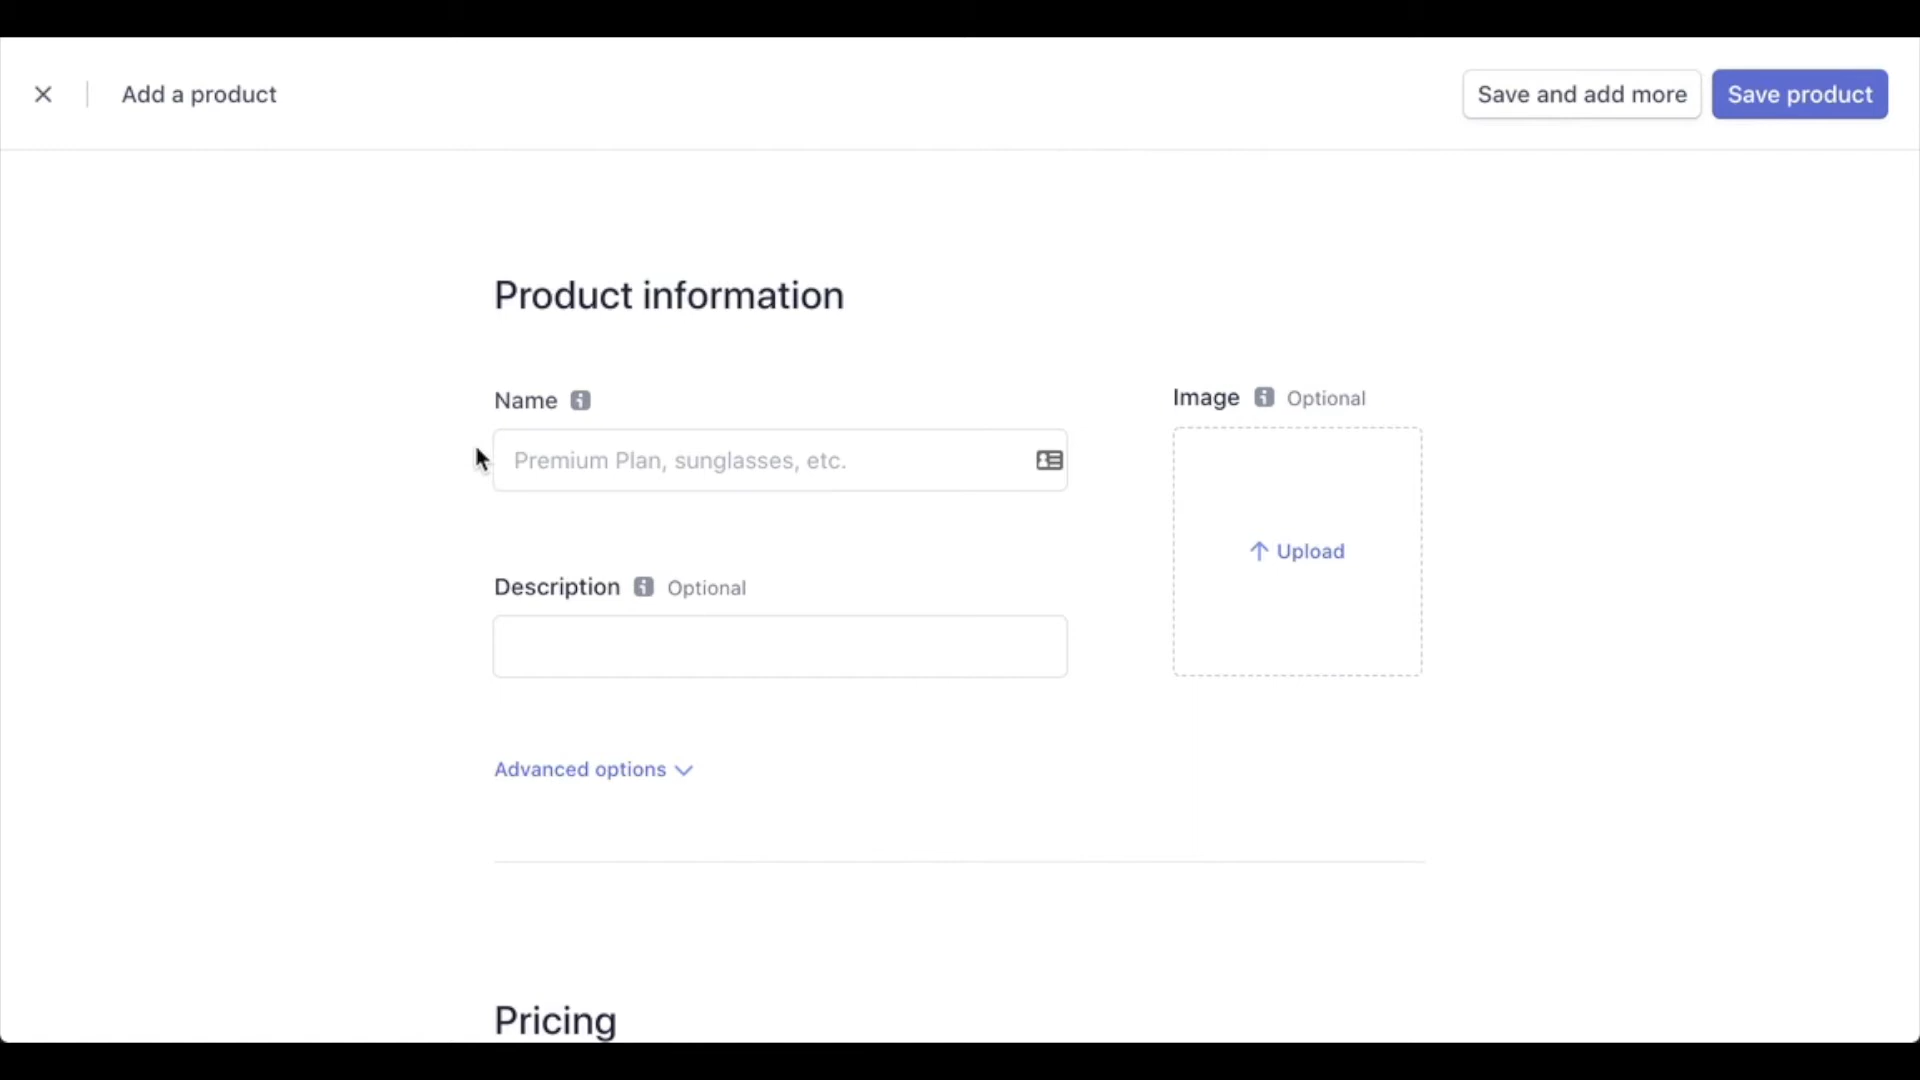 Add a product
Save and add more
Save product
Product information
Name
Premium Plan, sunglasses, etc.
Image Optional
Upload
Description Optional
Advanced options
Pricing